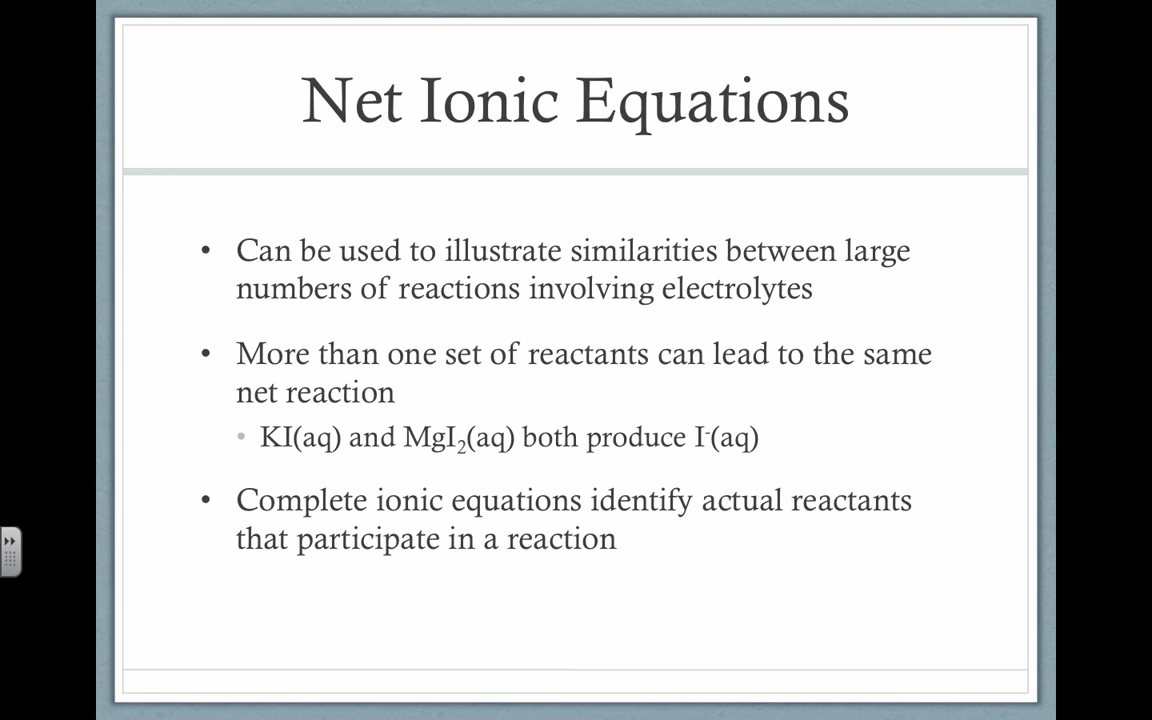 Net Ionic Equations
• Can be used to illustrate similarities between large
numbers of reactions involving electrolytes
• More than one set of reactants can lead to the same
net reaction
• KI(aq) and MgI₂(aq) both produce I⁻(aq)
• Complete ionic equations identify actual reactants
that participate in a reaction